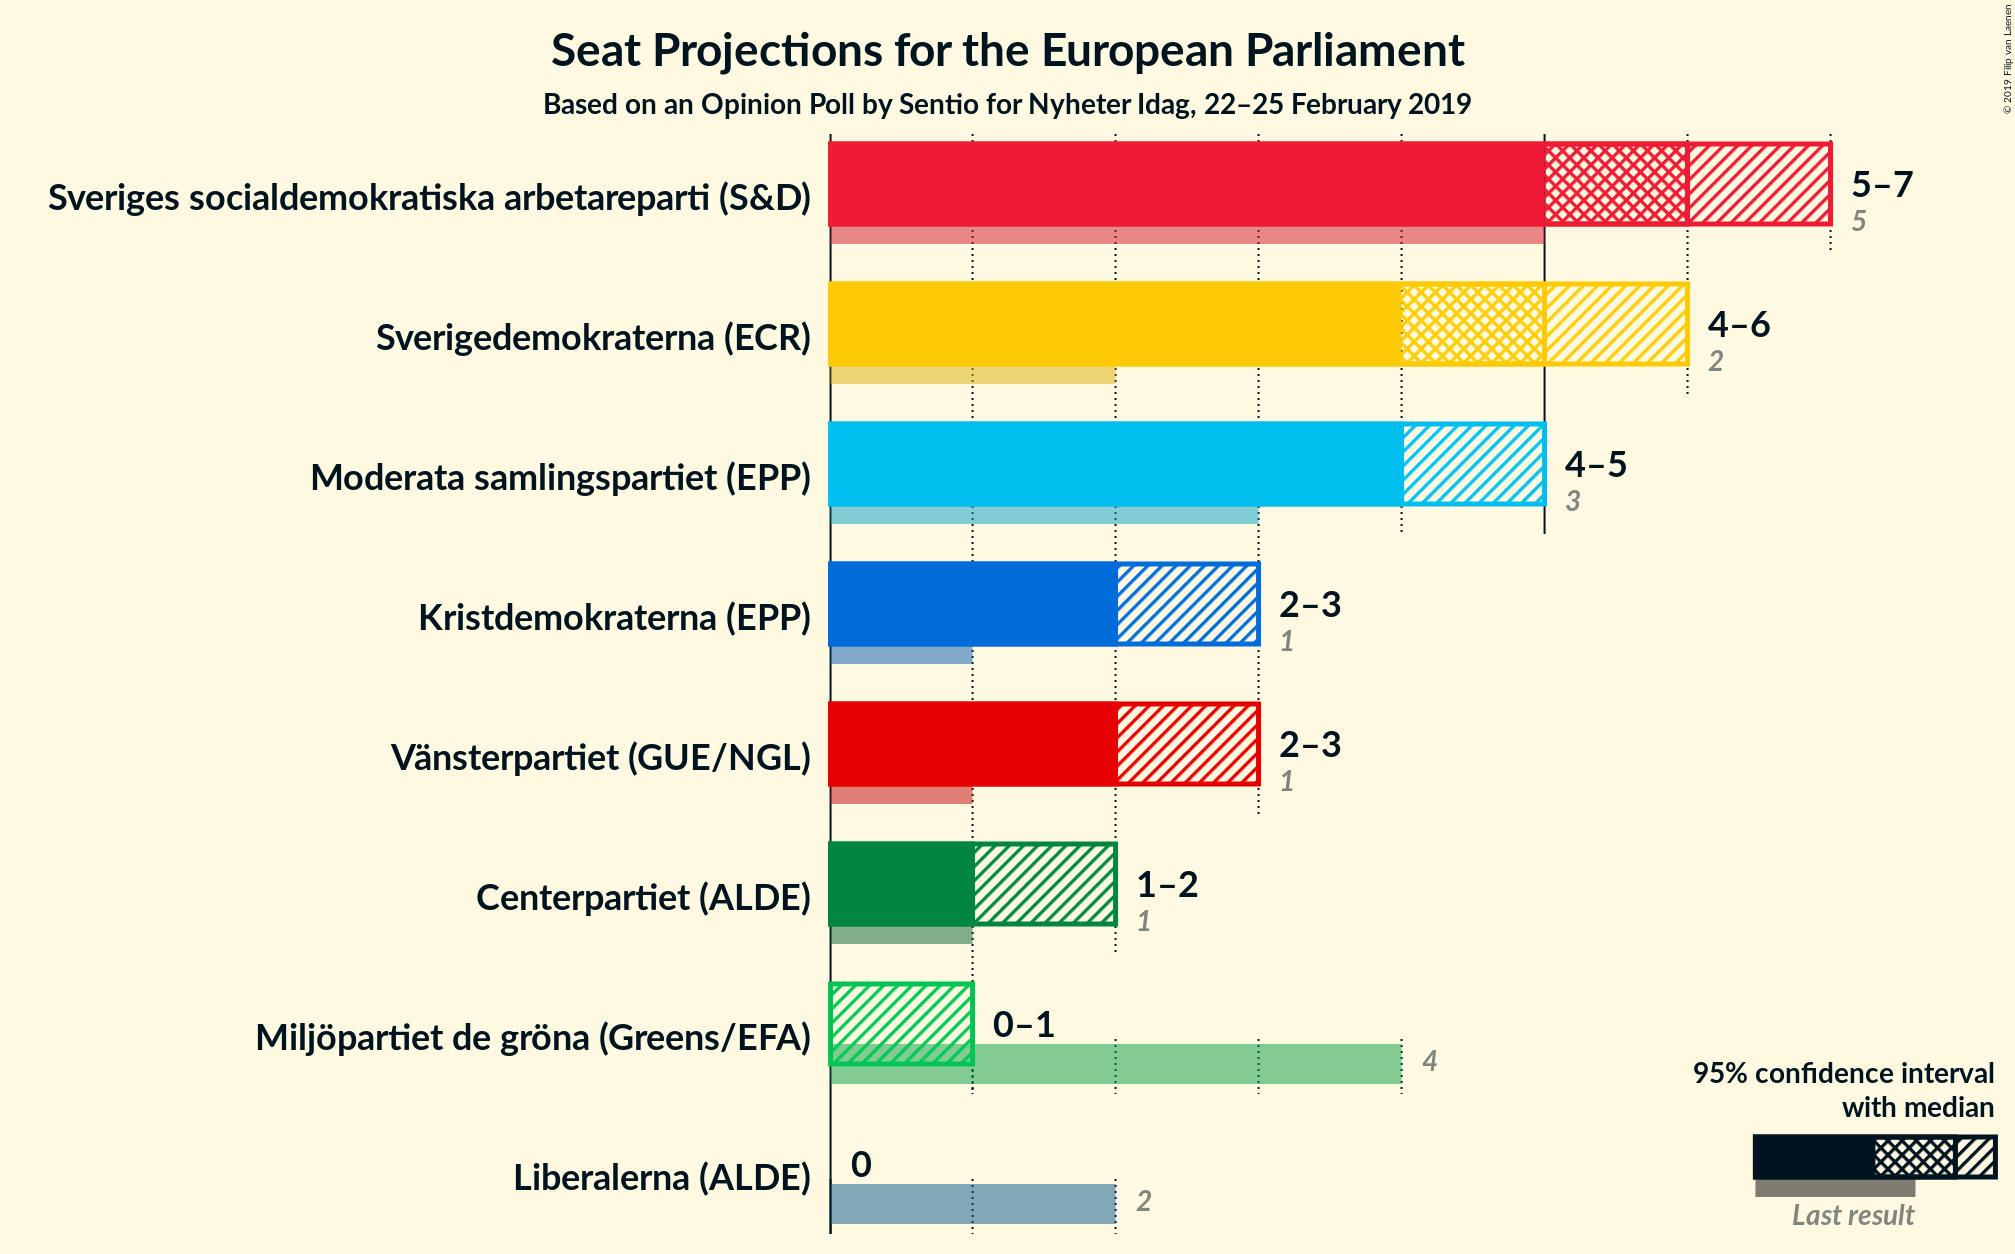 Seat Projections for the European Parliament
Based on an Opinion Poll by Sentio for Nyheter Idag, 22–25 February 2019
© 2019 Filip van Laenen
Sveriges socialdemokratiska arbetareparti (S&D)
5–7
5
Sverigedemokraterna (ECR)
4–6
2
Moderata samlingspartiet (EPP)
4–5
3
Kristdemokraterna (EPP)
2–3
1
Vänsterpartiet (GUE/NGL)
2–3
1
Centerpartiet (ALDE)
1–2
1
Miljöpartiet de gröna (Greens/EFA)
0–1
4
Liberalerna (ALDE)
0
2
95% confidence interval
with median
Last result